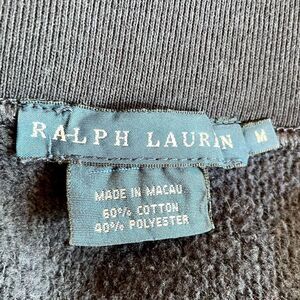 RALPH LAUREN M
MADE IN MACAU
60% COTTON
40% POLYESTER